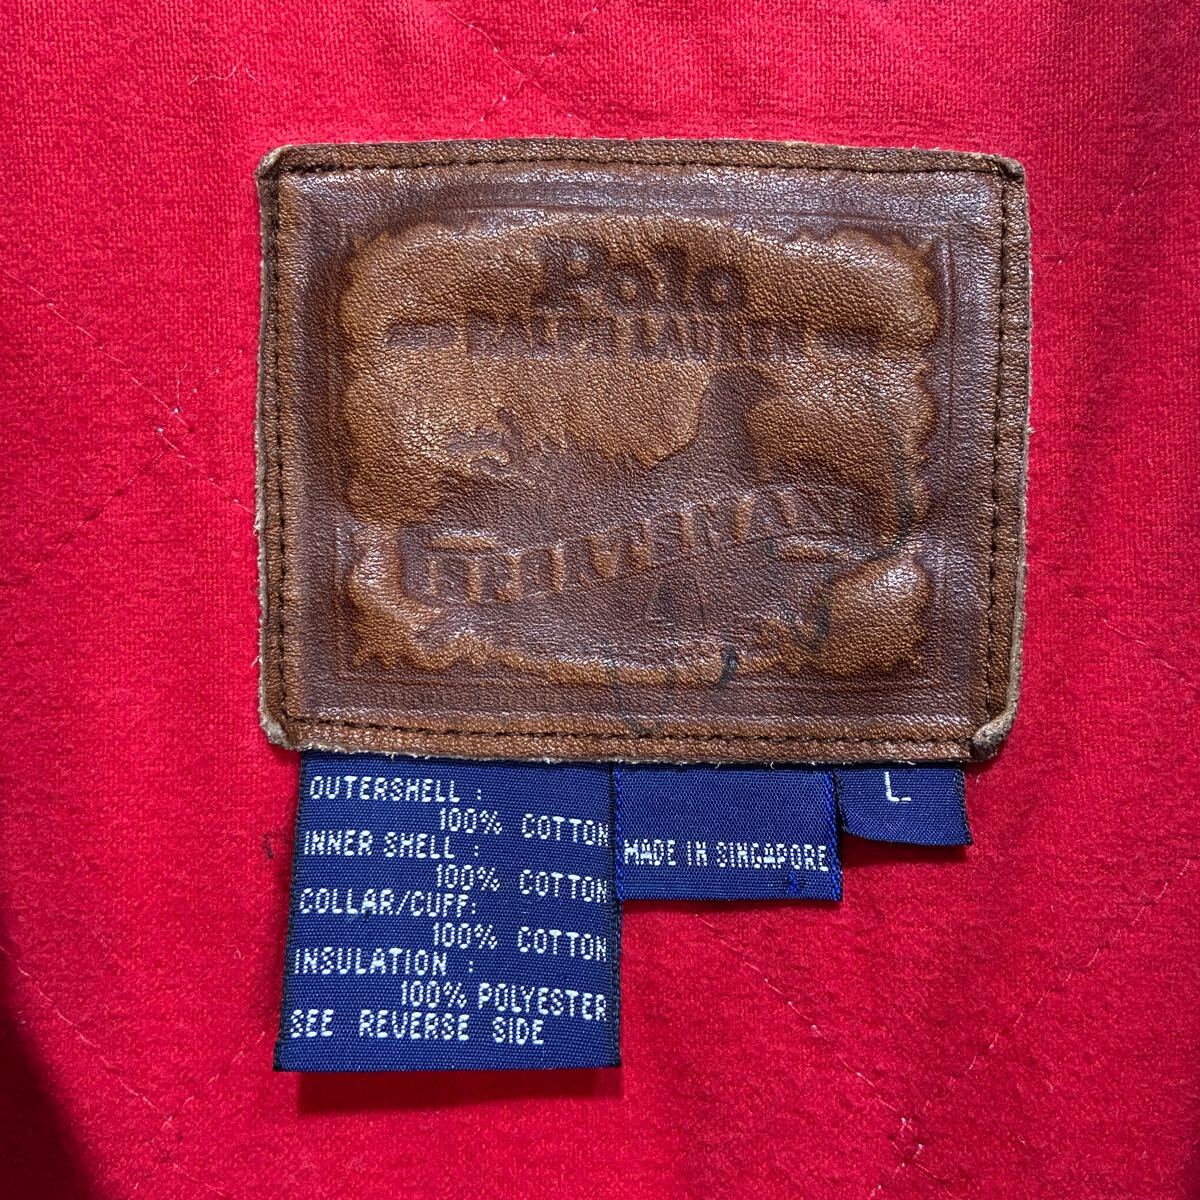 Polo
RALPH LAUREN
SPORTSMAN
OUTERSHELL :
100% COTTON
INNER SHELL :
100% COTTON
COLLAR/CUFF:
100% COTTON
INSULATION :
100% POLYESTER
SEE REVERSE SIDE
MADE IN SINGAPORE
L